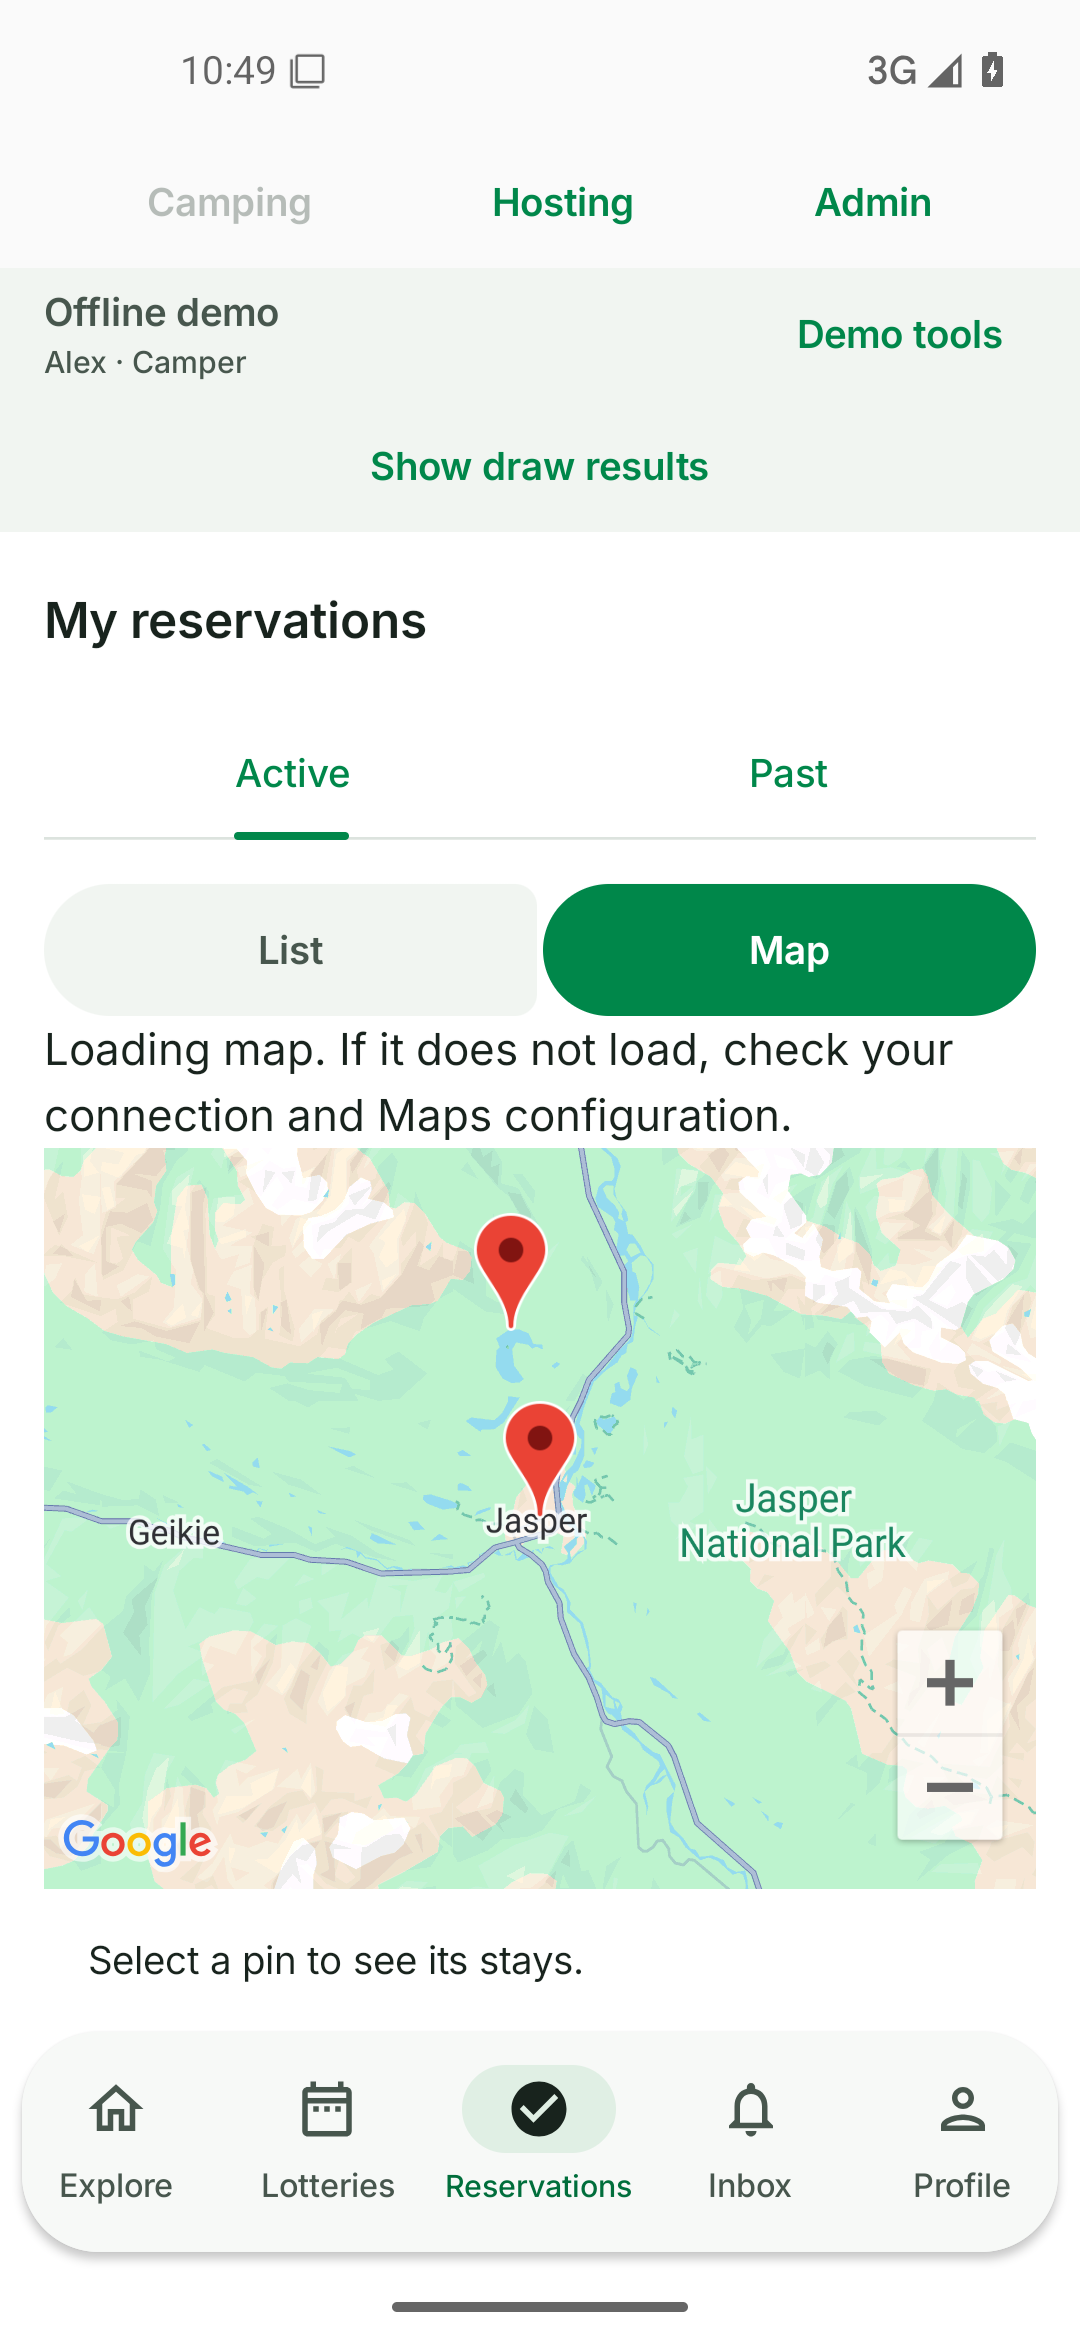 10:49
3G
Camping
Hosting
Admin
Offline demo
Alex · Camper
Demo tools
Show draw results
My reservations
Active
Past
List
Map
Loading map. If it does not load, check your
connection and Maps configuration.
Jasper
National Park
Geikie
Jasper
+
−
Google
Select a pin to see its stays.
Explore
Lotteries
Reservations
Inbox
Profile